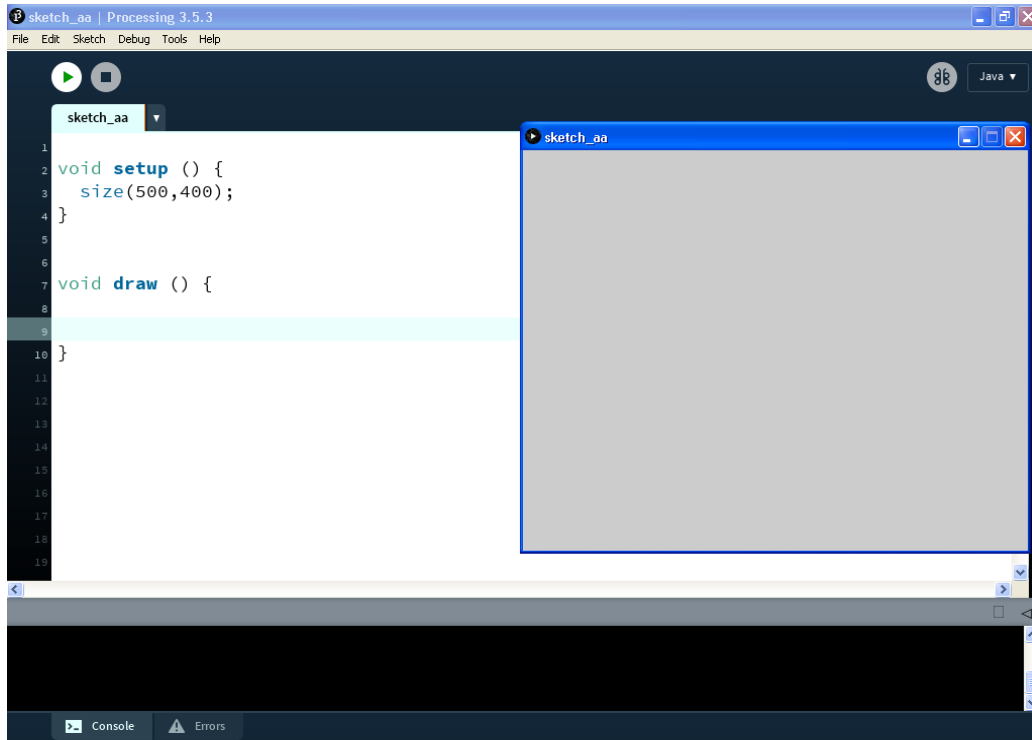 sketch_aa | Processing 3.5.3
File Edit Sketch Debug Tools Help
Java ▾
sketch_aa ▾
sketch_aa
1
2 void setup () {
3   size(500,400);
4 }
5
6
7 void draw () {
8
9
10 }
11
12
13
14
15
16
17
18
19
Console
Errors